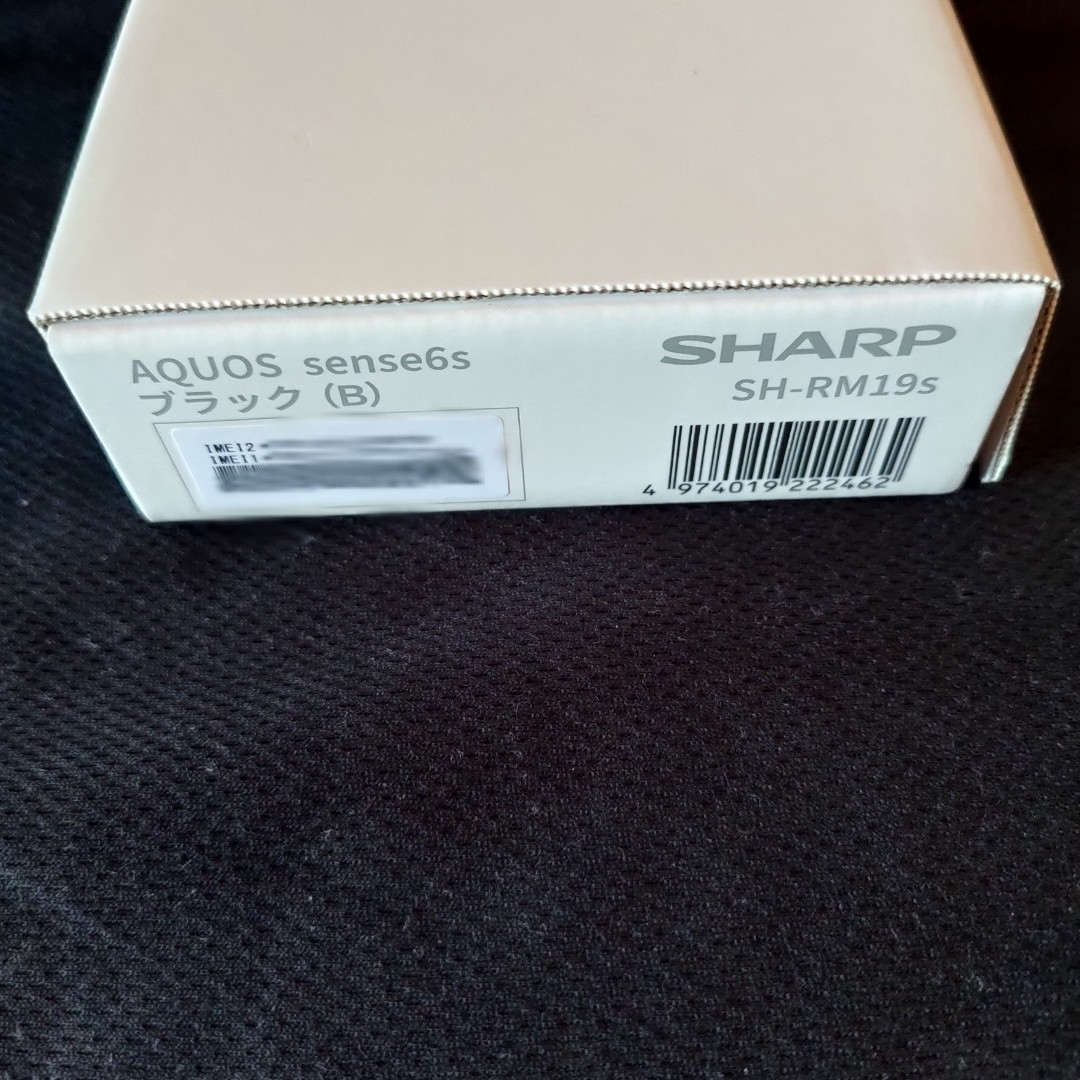 AQUOS sense6s
ブラック (B)
IMEI2
IMEI1
SHARP
SH-RM19s
4 974019 222462